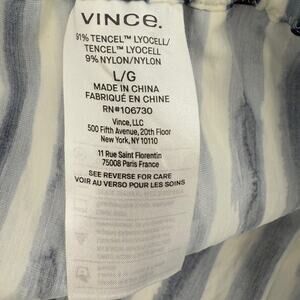 VINCE.
91% TENCEL™ LYOCELL/
TENCEL™ LYOCELL
9% NYLON/NYLON
L/G
MADE IN CHINA
FABRIQUÉ EN CHINE
RN#106730
Vince, LLC
500 Fifth Avenue, 20th Floor
New York, NY 10110
11 Rue Saint Florentin
75008 Paris France
SEE REVERSE FOR CARE
VOIR AU VERSO POUR LES SOINS